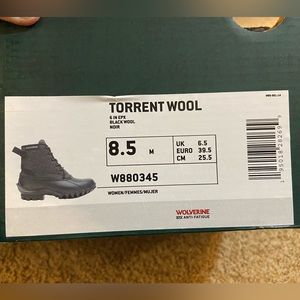 TORRENT WOOL
6 IN EPX
BLACK WOOL
NOIR
8.5 M
UK 6.5
EURO 39.5
CM 25.5
W880345
WOMEN/FEMMES/MUJER
WOLVERINE
ANTI-FATIGUE